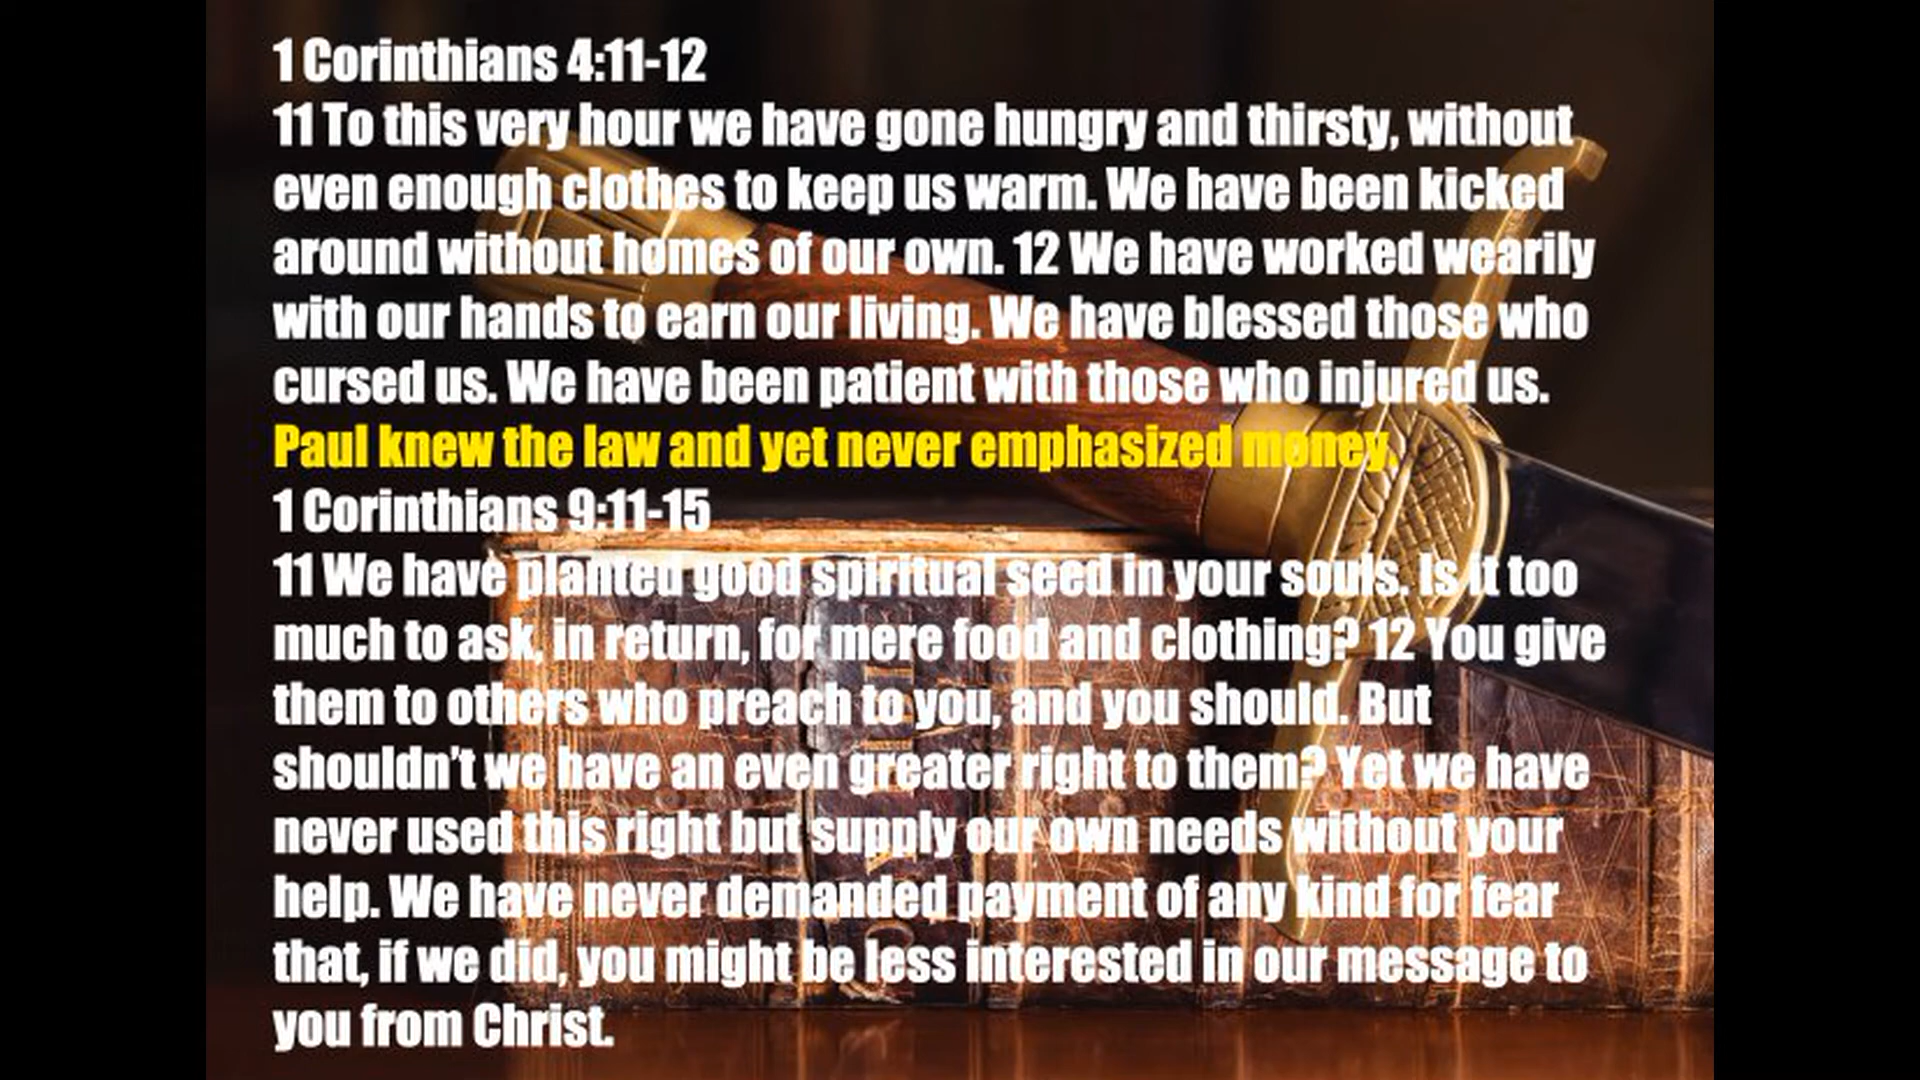 1 Corinthians 4:11-12
11 To this very hour we have gone hungry and thirsty, without
even enough clothes to keep us warm. We have been kicked
around without homes of our own. 12 We have worked wearily
with our hands to earn our living. We have blessed those who
cursed us. We have been patient with those who injured us.
Paul knew the law and yet never emphasized money.
1 Corinthians 9:11-15
11 We have planted good spiritual seed in your souls. Is it too
much to ask, in return, for mere food and clothing? 12 You give
them to others who preach to you, and you should. But
shouldn't we have an even greater right to them? Yet we have
never used this right but supply our own needs without your
help. We have never demanded payment of any kind for fear
that, if we did, you might be less interested in our message to
you from Christ.